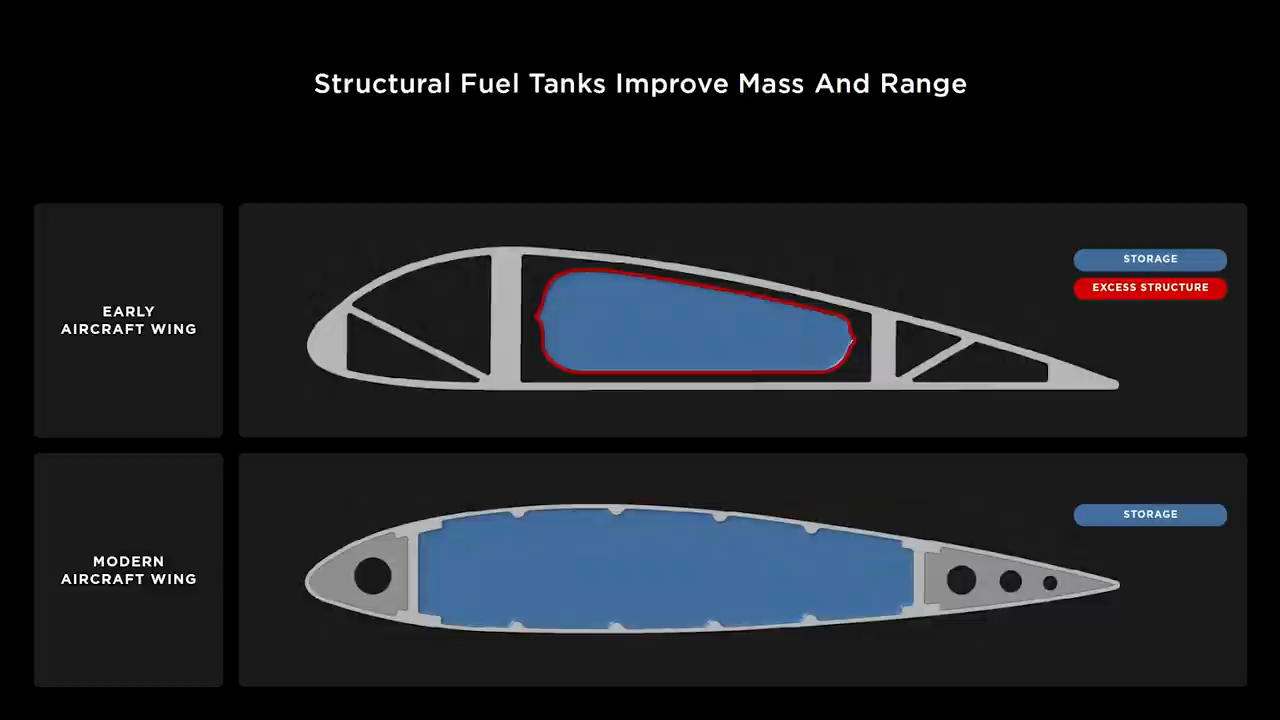 Structural Fuel Tanks Improve Mass And Range
EARLY
AIRCRAFT WING
STORAGE
EXCESS STRUCTURE
MODERN
AIRCRAFT WING
STORAGE